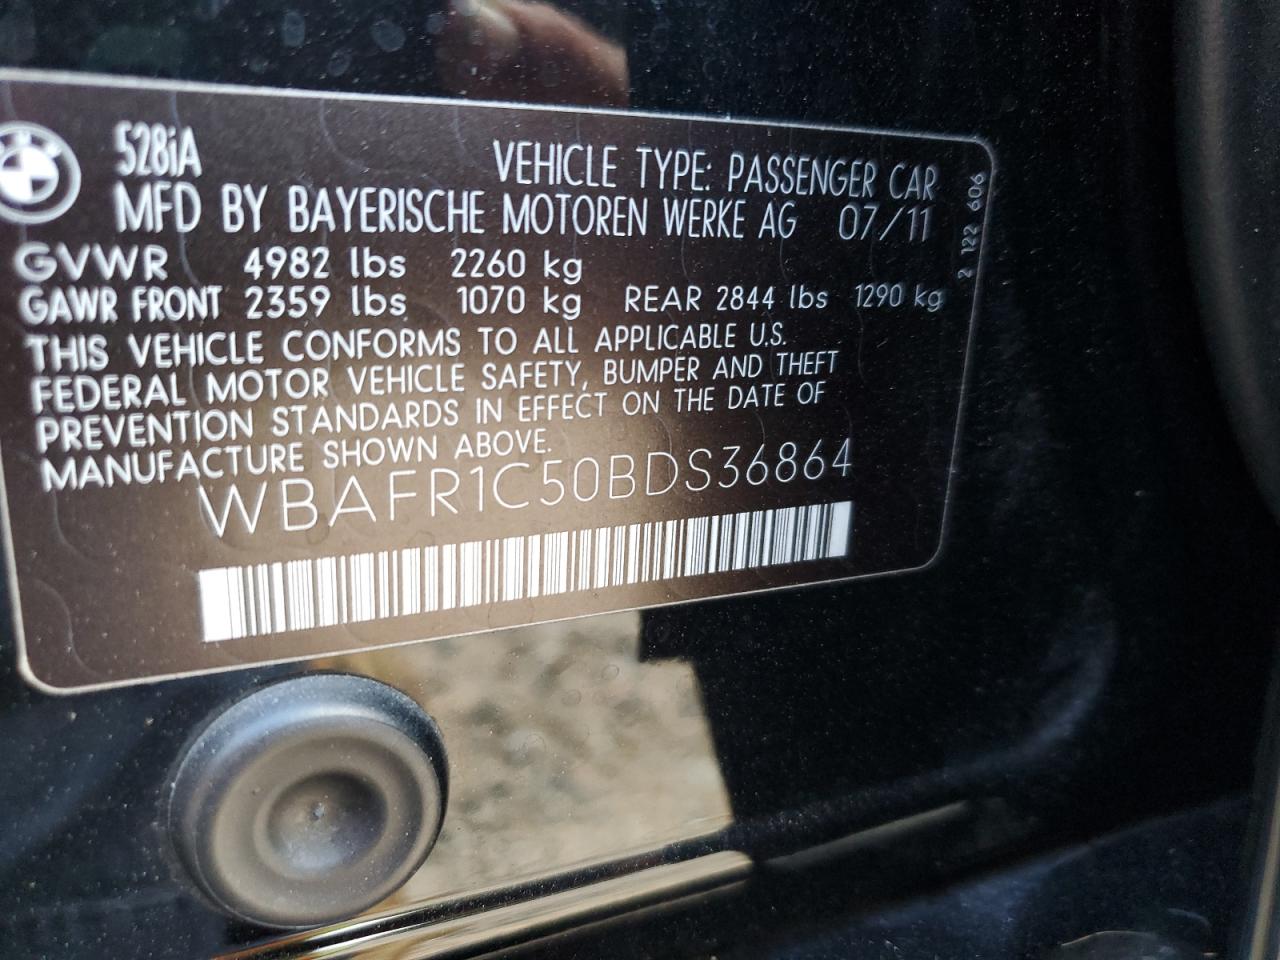 528iA
VEHICLE TYPE: PASSENGER CAR
MFD BY BAYERISCHE MOTOREN WERKE AG 07/11
GVWR 4982 lbs 2260 kg
GAWR FRONT 2359 lbs 1070 kg REAR 2844 lbs 1290 kg
THIS VEHICLE CONFORMS TO ALL APPLICABLE U.S.
FEDERAL MOTOR VEHICLE SAFETY, BUMPER AND THEFT
PREVENTION STANDARDS IN EFFECT ON THE DATE OF
MANUFACTURE SHOWN ABOVE.
WBAFR1C50BDS36864
2 122 606